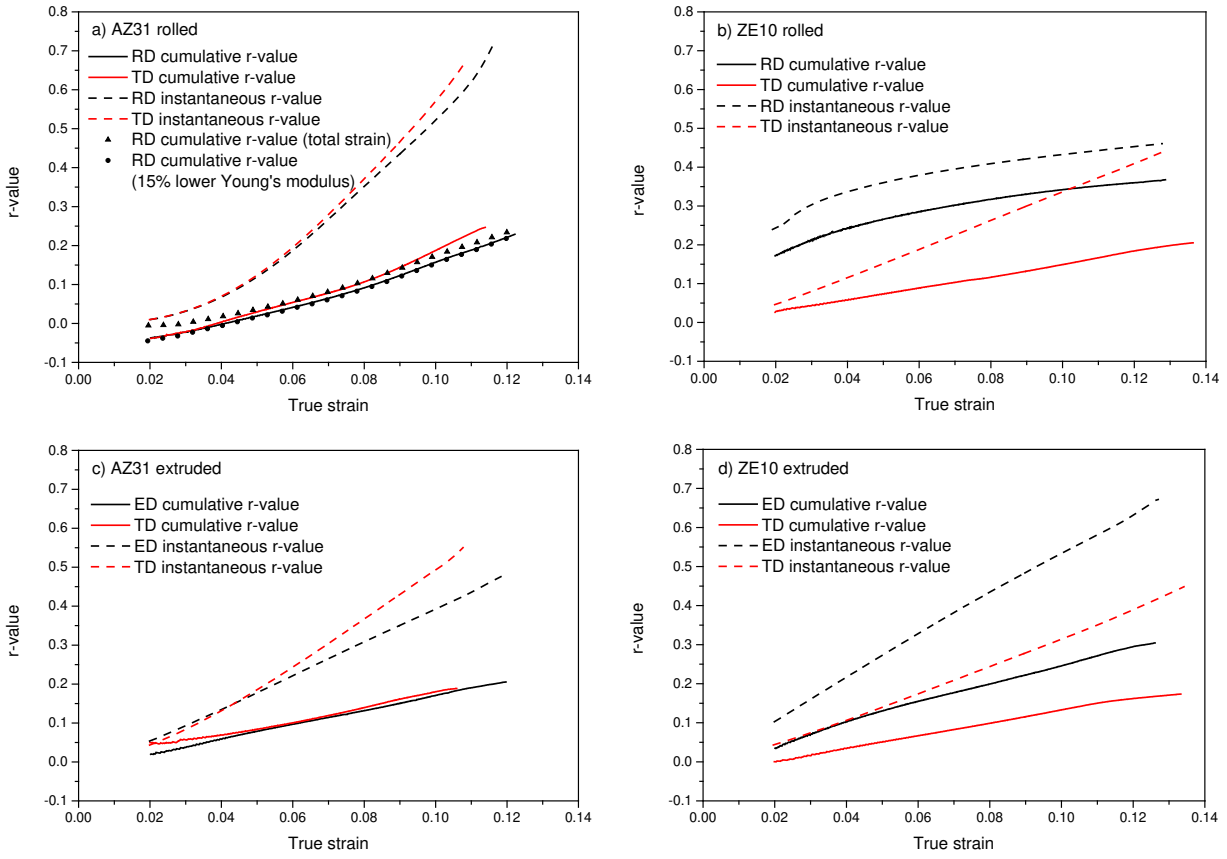 a) AZ31 rolled
RD cumulative r-value
TD cumulative r-value
RD instantaneous r-value
TD instantaneous r-value
RD cumulative r-value (total strain)
RD cumulative r-value
(15% lower Young's modulus)
0.8
0.7
0.6
0.5
0.4
0.3
0.2
0.1
0.0
-0.1
r-value
0.00 0.02 0.04 0.06 0.08 0.10 0.12 0.14
True strain
b) ZE10 rolled
RD cumulative r-value
TD cumulative r-value
RD instantaneous r-value
TD instantaneous r-value
0.8
0.7
0.6
0.5
0.4
0.3
0.2
0.1
0.0
-0.1
r-value
0.00 0.02 0.04 0.06 0.08 0.10 0.12 0.14
True strain
c) AZ31 extruded
ED cumulative r-value
TD cumulative r-value
ED instantaneous r-value
TD instantaneous r-value
0.8
0.7
0.6
0.5
0.4
0.3
0.2
0.1
0.0
-0.1
r-value
0.00 0.02 0.04 0.06 0.08 0.10 0.12 0.14
True strain
d) ZE10 extruded
ED cumulative r-value
TD cumulative r-value
ED instantaneous r-value
TD instantaneous r-value
0.8
0.7
0.6
0.5
0.4
0.3
0.2
0.1
0.0
-0.1
r-value
0.00 0.02 0.04 0.06 0.08 0.10 0.12 0.14
True strain